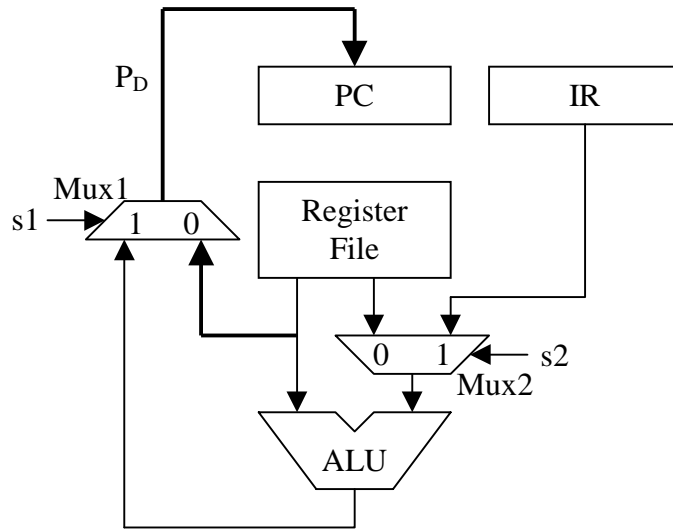 P_D
PC
IR
Mux1
s1
1 0
Register
File
0 1
s2
Mux2
ALU